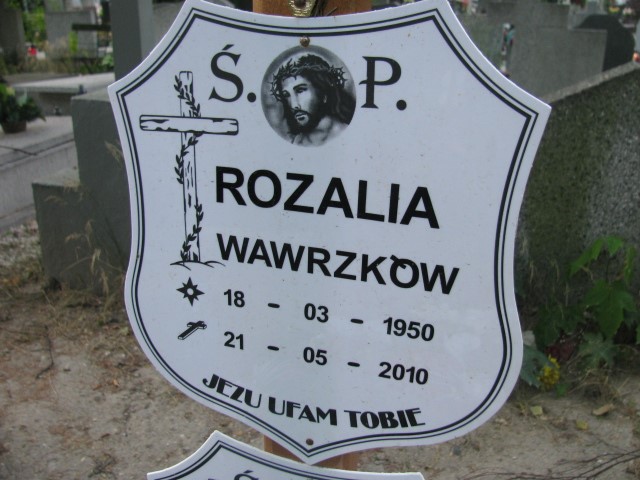 Ś. P.
ROZALIA
WAWRZKÓW
18 - 03 - 1950
21 - 05 - 2010
JEZU UFAM TOBIE